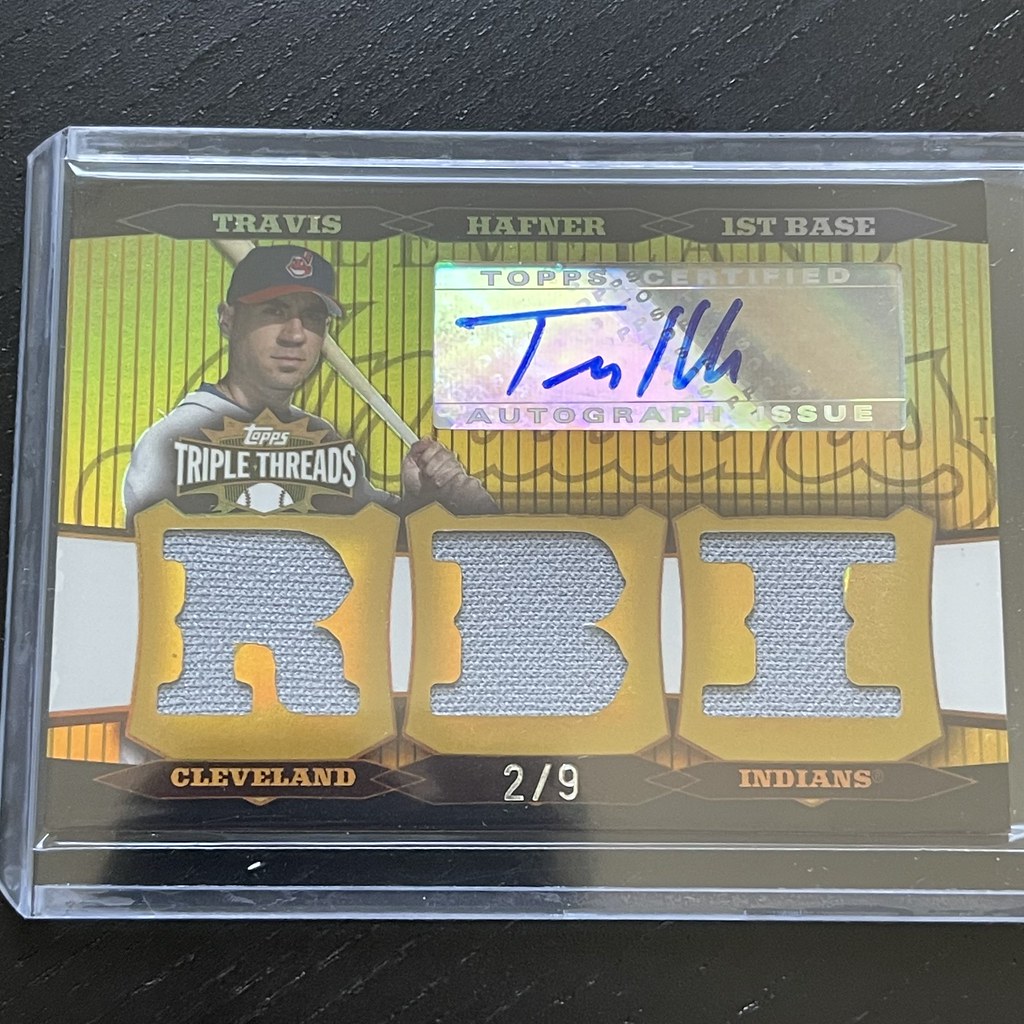 TRAVIS HAFNER 1ST BASE
TOPPS CERTIFIED
AUTOGRAPH ISSUE
topps
TRIPLE THREADS
RBI
CLEVELAND 2/9 INDIANS®